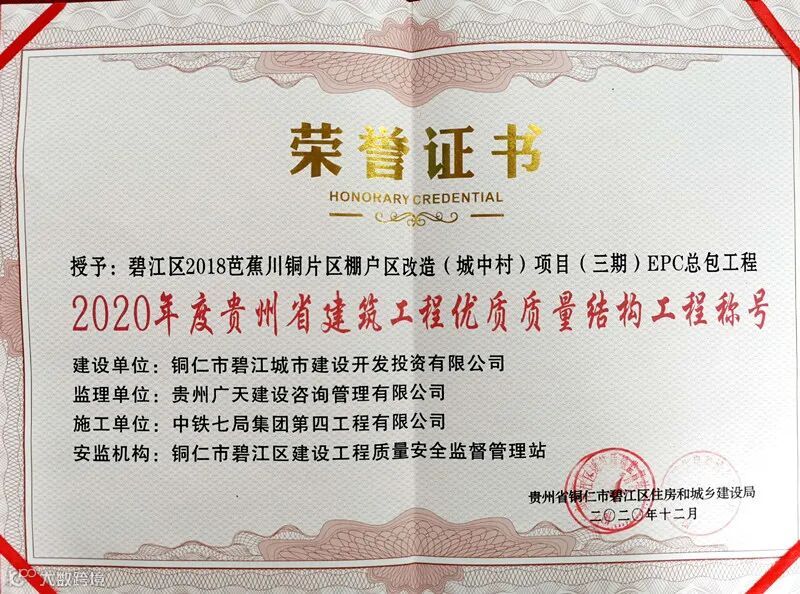 荣誉证书
HONORARY CREDENTIAL
授予：碧江区2018芭蕉川铜片区棚户区改造（城中村）项目（三期）EPC总包工程
2020年度贵州省建筑工程优质质量结构工程称号
建设单位：铜仁市碧江城市建设开发投资有限公司
监理单位：贵州广天建设咨询管理有限公司
施工单位：中铁七局集团第四工程有限公司
安监机构：铜仁市碧江区建设工程质量安全监督管理站
贵州省铜仁市碧江区住房和城乡建设局
二〇二〇年十二月
大数跨境